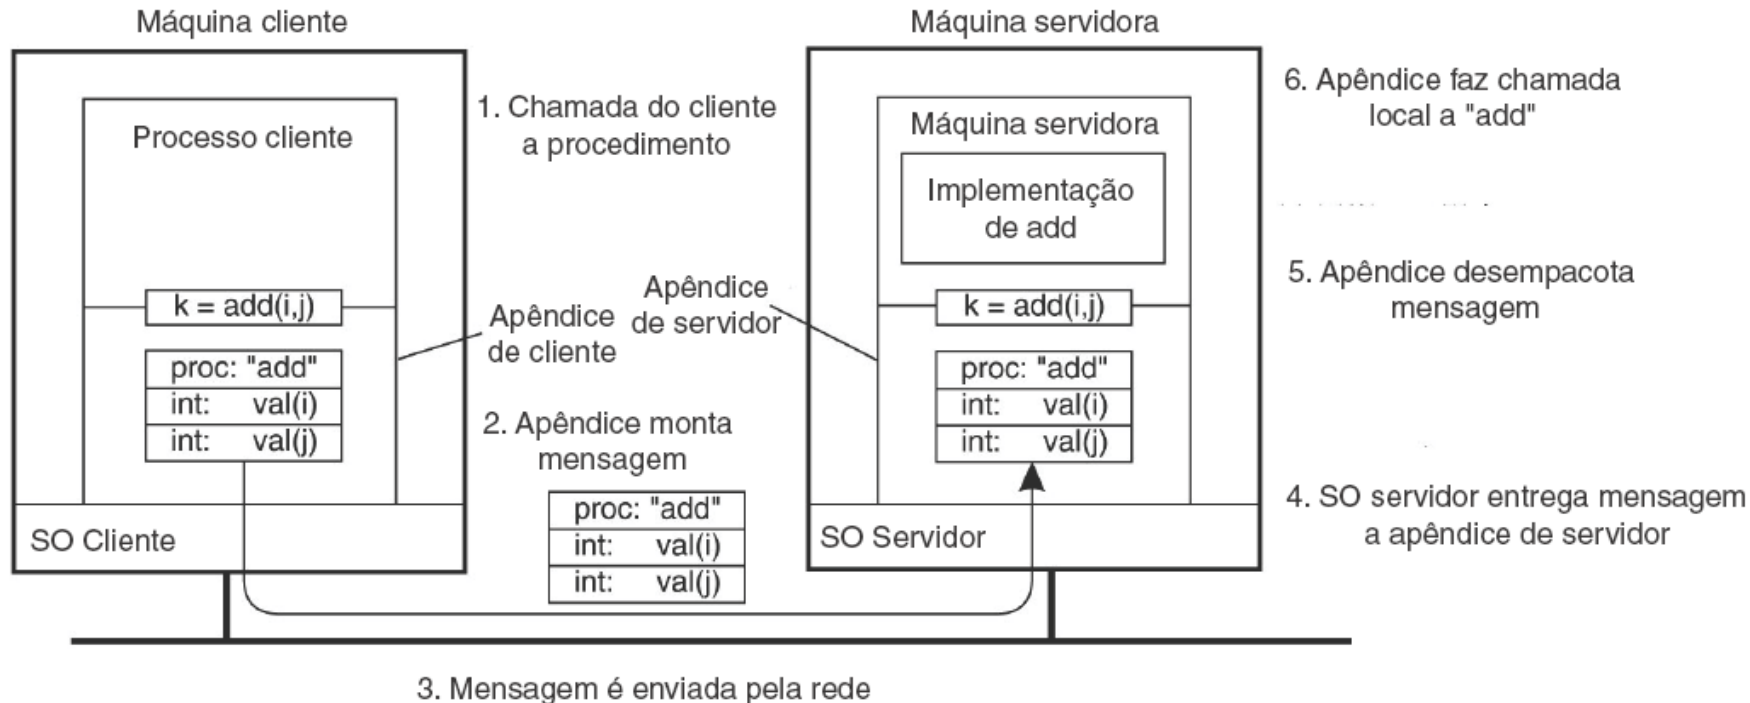 Máquina cliente
Processo cliente
k = add(i,j)
proc: "add"
int: val(i)
int: val(j)
SO Cliente
1. Chamada do cliente
a procedimento
Apêndice
de cliente
2. Apêndice monta
mensagem
proc: "add"
int: val(i)
int: val(j)
Apêndice
de servidor
Máquina servidora
Máquina servidora
Implementação
de add
k = add(i,j)
proc: "add"
int: val(i)
int: val(j)
SO Servidor
6. Apêndice faz chamada
local a "add"
5. Apêndice desempacota
mensagem
4. SO servidor entrega mensagem
a apêndice de servidor
3. Mensagem é enviada pela rede